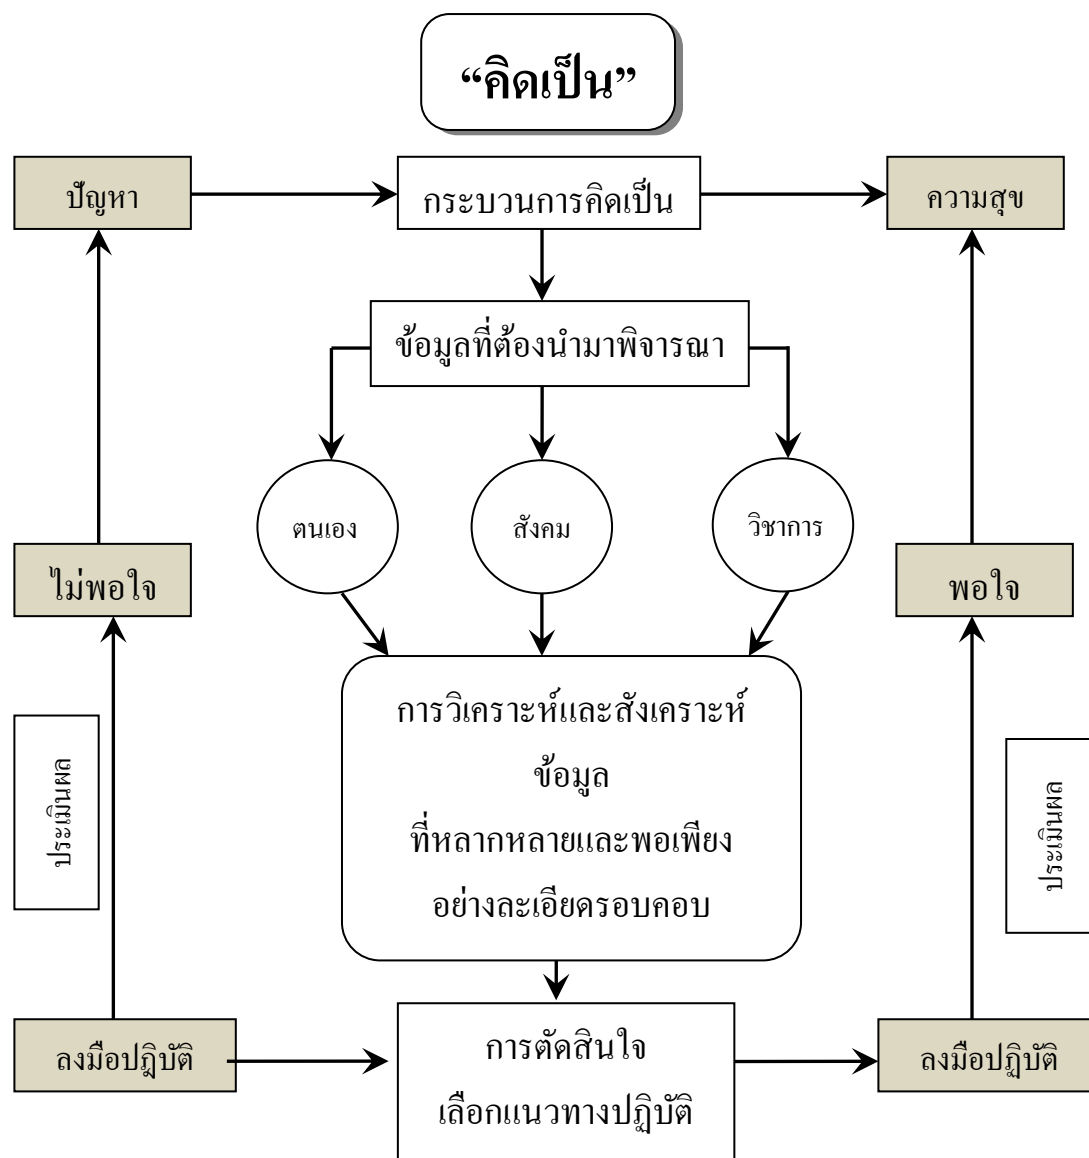 “คิดเป็น”
ปัญหา
กระบวนการคิดเป็น
ความสุข
ข้อมูลที่ต้องนำมาพิจารณา
ตนเอง
สังคม
วิชาการ
ไม่พอใจ
พอใจ
การวิเคราะห์และสังเคราะห์
ข้อมูล
ที่หลากหลายและพอเพียง
อย่างละเอียดรอบคอบ
ประเมินผล
ประเมินผล
ลงมือปฎิบัติ
การตัดสินใจ
เลือกแนวทางปฏิบัติ
ลงมือปฏิบัติ